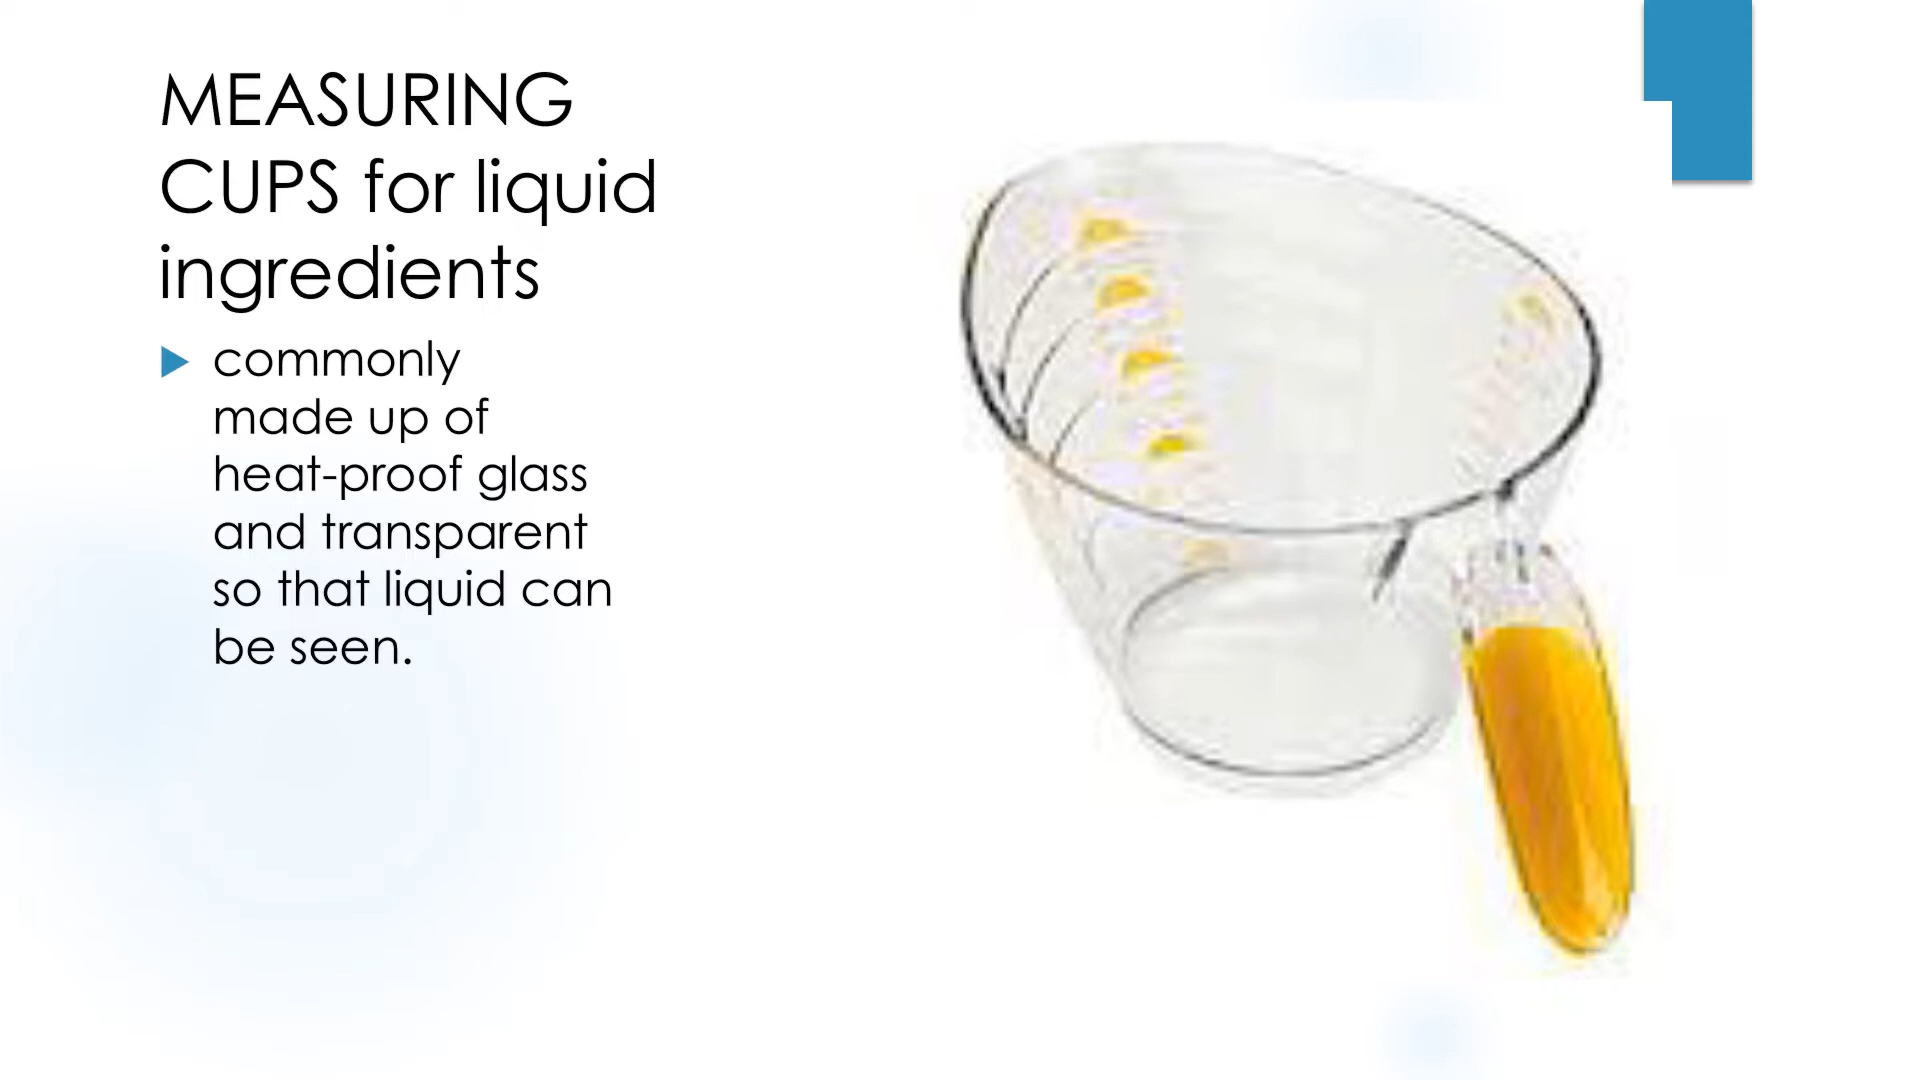 MEASURING
CUPS for liquid
ingredients
commonly
made up of
heat-proof glass
and transparent
so that liquid can
be seen.